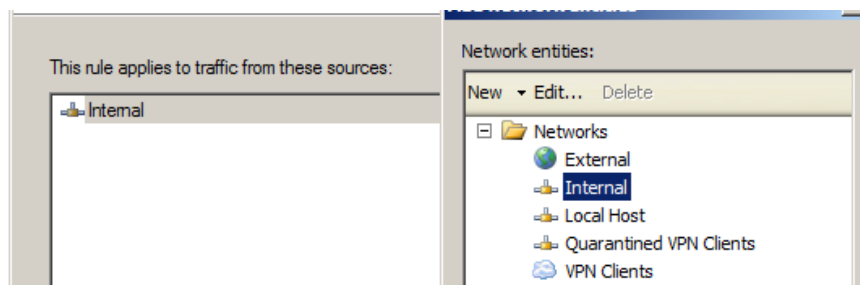 This rule applies to traffic from these sources:
Internal
Network entities:
New Edit... Delete
Networks
External
Internal
Local Host
Quarantined VPN Clients
VPN Clients